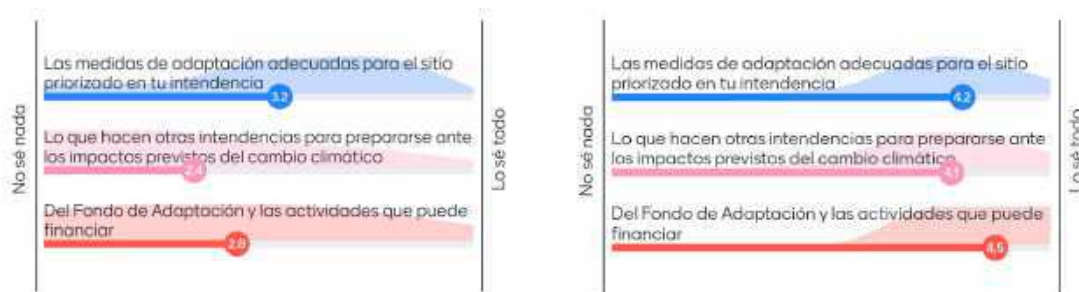 No sé nada
Las medidas de adaptación adecuadas para el sitio
priorizado en tu intendencia
3.2
Lo que hacen otras intendencias para prepararse ante
los impactos previstos del cambio climático
2.4
Del Fondo de Adaptación y las actividades que puede
financiar
2.8
Lo sé todo
No sé nada
Las medidas de adaptación adecuadas para el sitio
priorizado en tu intendencia
4.2
Lo que hacen otras intendencias para prepararse ante
los impactos previstos del cambio climático
4.1
Del Fondo de Adaptación y las actividades que puede
financiar
4.5
Lo sé todo